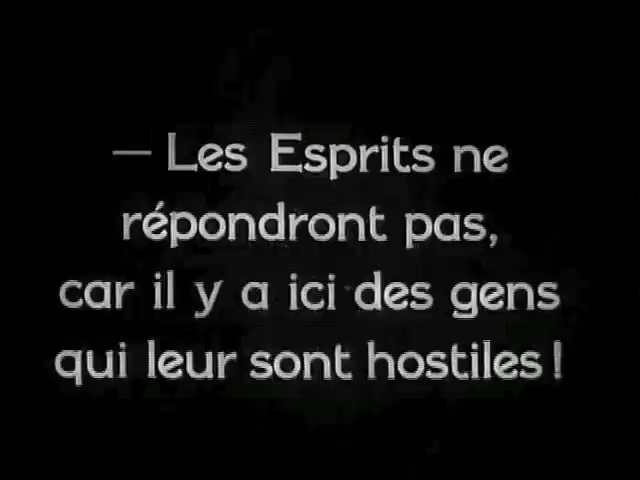 — Les Esprits ne
répondront pas,
car il y a ici des gens
qui leur sont hostiles !